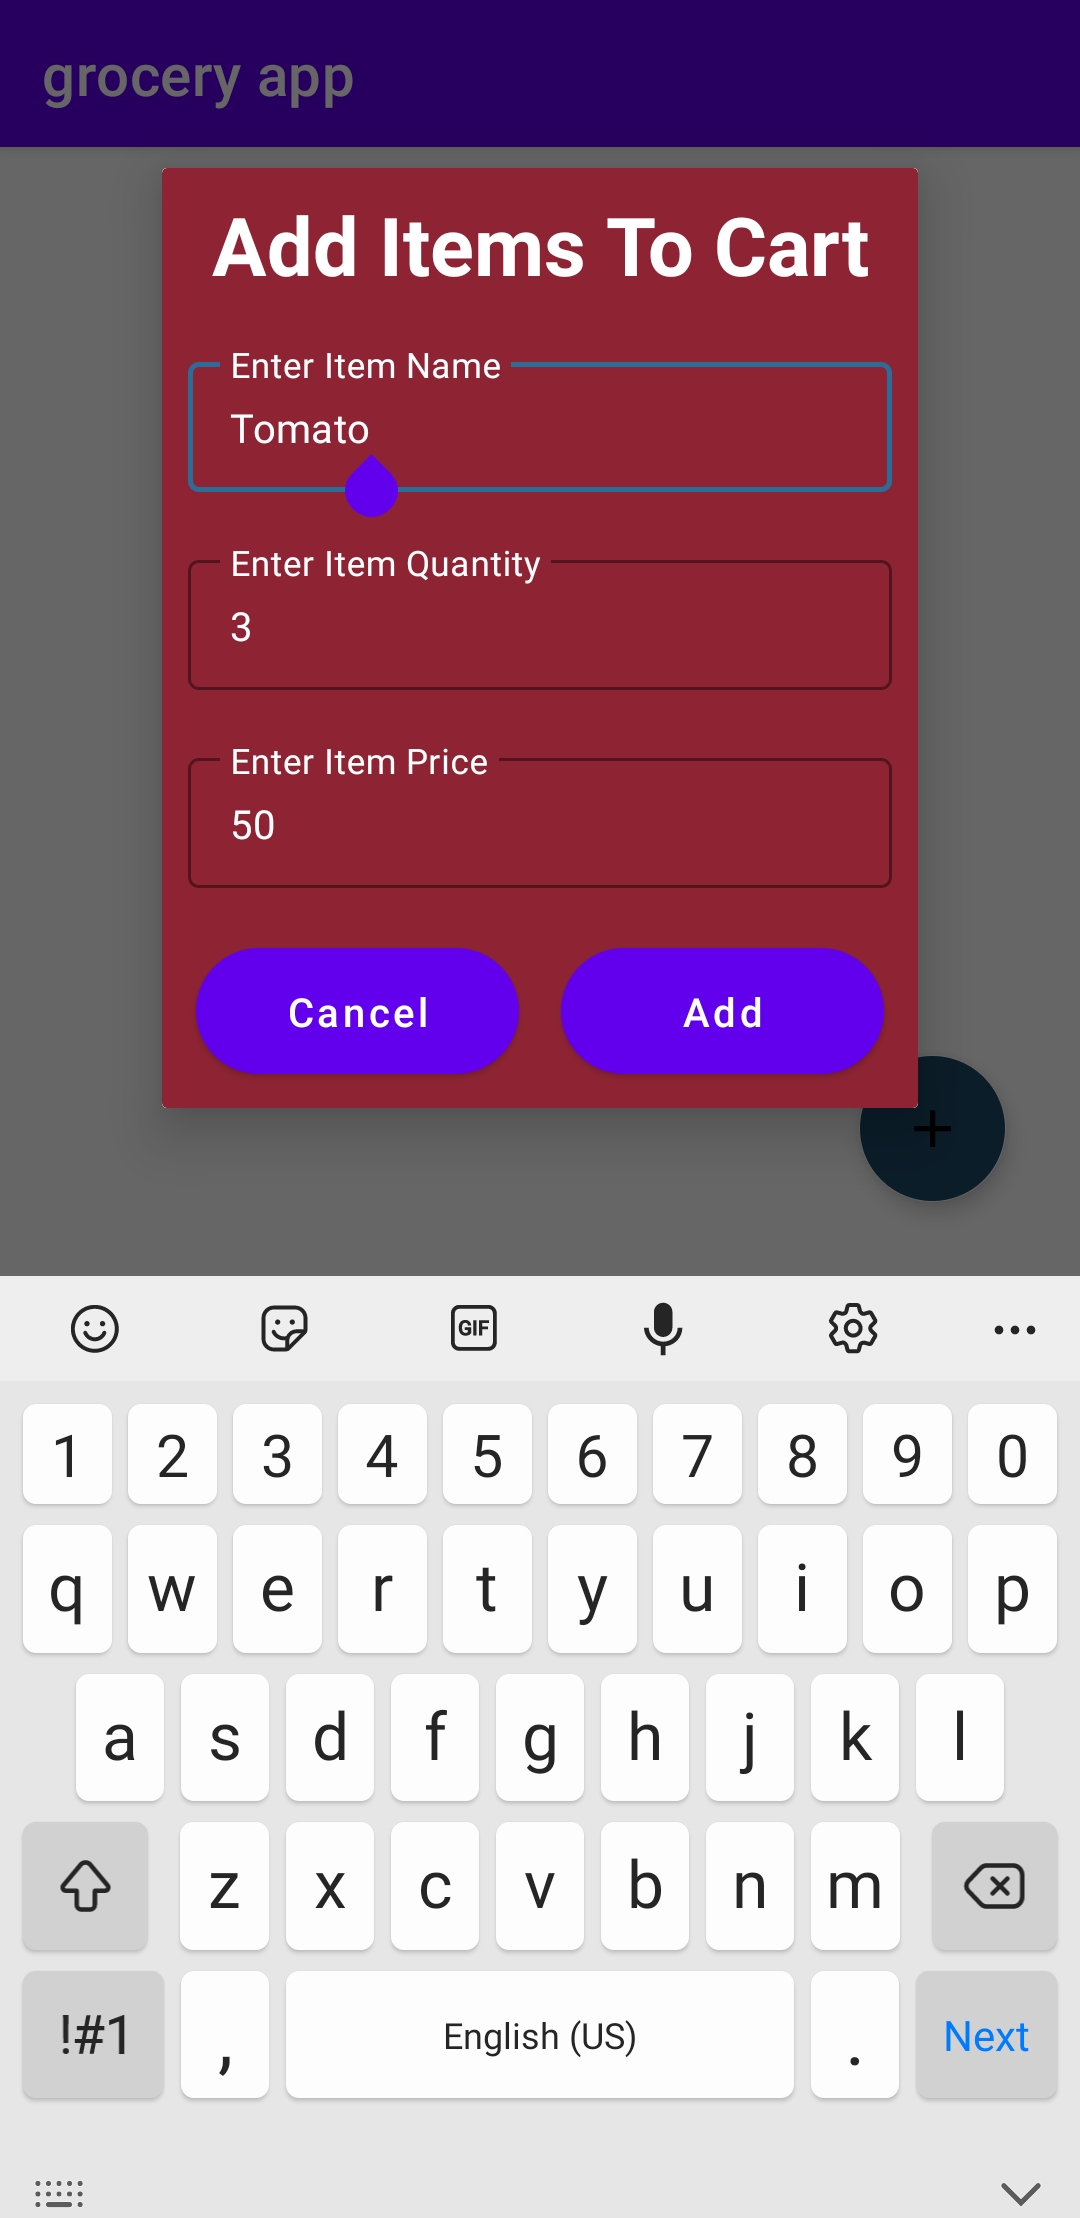 grocery app
Add Items To Cart
Enter Item Name
Tomato
Enter Item Quantity
3
Enter Item Price
50
Cancel Add
+
GIF
1 2 3 4 5 6 7 8 9 0
q w e r t y u i o p
a s d f g h j k l
z x c v b n m
!#1 , English (US) . Next